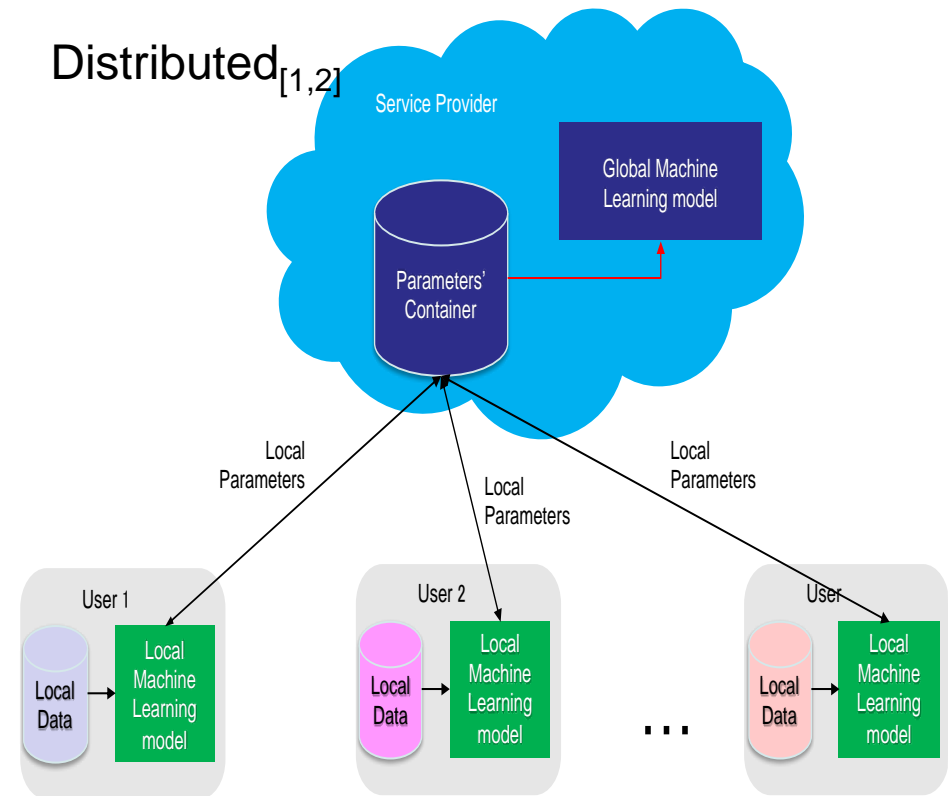 Distributed[1,2]
Service Provider
Global Machine
Learning model
Parameters'
Container
Local
Parameters
Local
Parameters
Local
Parameters
User 1
Local
Data
Local
Machine
Learning
model
User 2
Local
Data
Local
Machine
Learning
model
...
User
Local
Data
Local
Machine
Learning
model